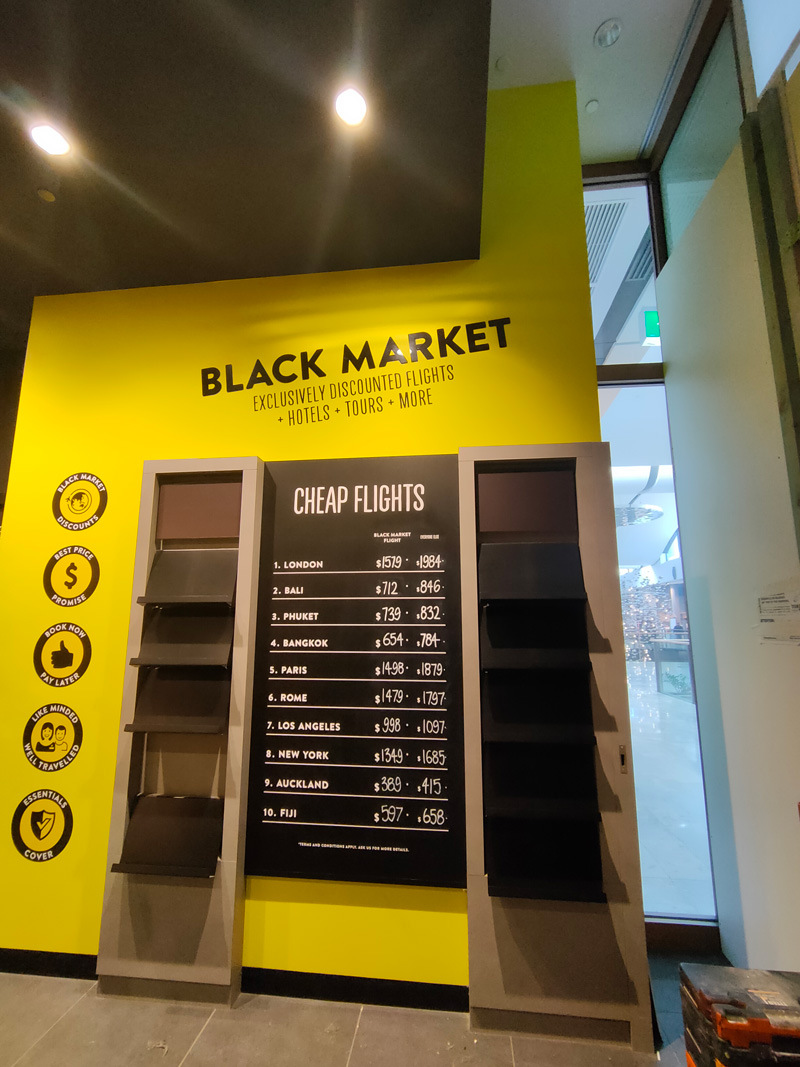 BLACK MARKET
EXCLUSIVELY DISCOUNTED FLIGHTS
+ HOTELS + TOURS + MORE
BLACK MARKET
DISCOUNTS
BEST PRICE
$
PROMISE
BOOK NOW
PAY LATER
LIKE MINDED
WELL TRAVELLED
ESSENTIALS
COVER
CHEAP FLIGHTS
BLACK MARKET
FLIGHT
1. LONDON $1579 · $1984·
2. BALI $712 · $846·
3. PHUKET $739 · $832·
4. BANGKOK $654 · $784·
5. PARIS $1498 · $1879·
6. ROME $1479 · $1797·
7. LOS ANGELES $998 · $1097·
8. NEW YORK $1349 · $1685·
9. AUCKLAND $389 · $415·
10. FIJI $597 · $658·
*TERMS AND CONDITIONS APPLY. ASK US FOR MORE DETAILS.